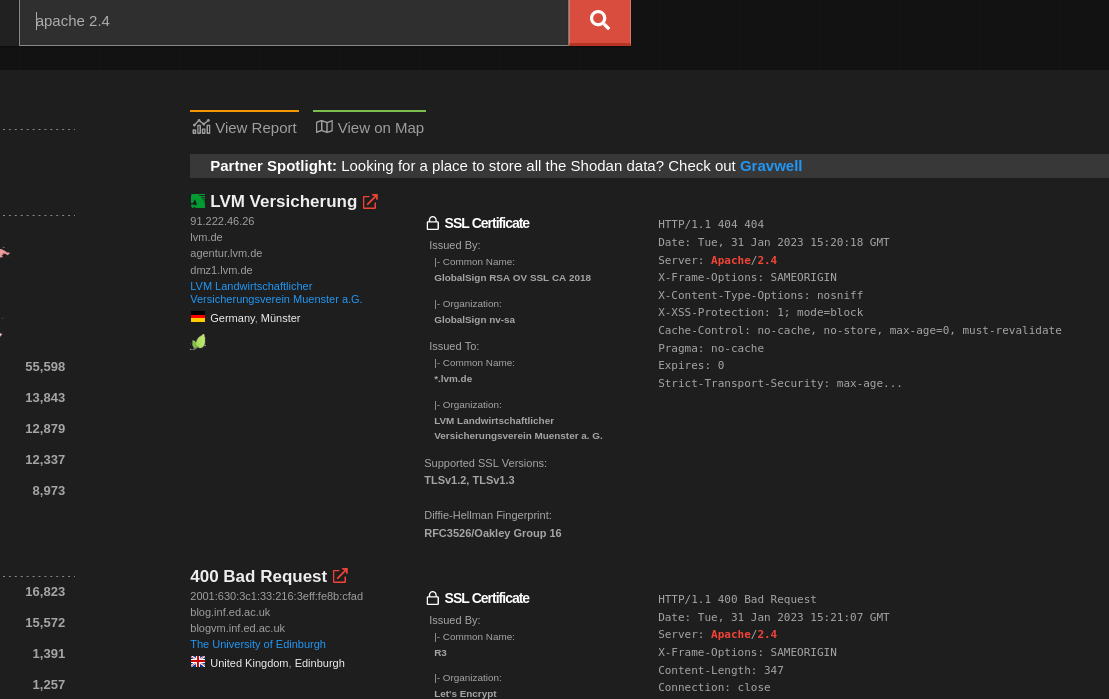 apache 2.4
View Report
View on Map
Partner Spotlight: Looking for a place to store all the Shodan data? Check out Gravwell
55,598
13,843
12,879
12,337
8,973
16,823
15,572
1,391
1,257
LVM Versicherung
91.222.46.26
lvm.de
agentur.lvm.de
dmz1.lvm.de
LVM Landwirtschaftlicher
Versicherungsverein Muenster a.G.
Germany, Münster
SSL Certificate
Issued By:
|- Common Name:
GlobalSign RSA OV SSL CA 2018
|- Organization:
GlobalSign nv-sa
Issued To:
|- Common Name:
*.lvm.de
|- Organization:
LVM Landwirtschaftlicher
Versicherungsverein Muenster a. G.
Supported SSL Versions:
TLSv1.2, TLSv1.3
Diffie-Hellman Fingerprint:
RFC3526/Oakley Group 16
HTTP/1.1 404 404
Date: Tue, 31 Jan 2023 15:20:18 GMT
Server: Apache/2.4
X-Frame-Options: SAMEORIGIN
X-Content-Type-Options: nosniff
X-XSS-Protection: 1; mode=block
Cache-Control: no-cache, no-store, max-age=0, must-revalidate
Pragma: no-cache
Expires: 0
Strict-Transport-Security: max-age...
400 Bad Request
2001:630:3c1:33:216:3eff:fe8b:cfad
blog.inf.ed.ac.uk
blogvm.inf.ed.ac.uk
The University of Edinburgh
United Kingdom, Edinburgh
SSL Certificate
Issued By:
|- Common Name:
R3
|- Organization:
Let's Encrypt
HTTP/1.1 400 Bad Request
Date: Tue, 31 Jan 2023 15:21:07 GMT
Server: Apache/2.4
X-Frame-Options: SAMEORIGIN
Content-Length: 347
Connection: close